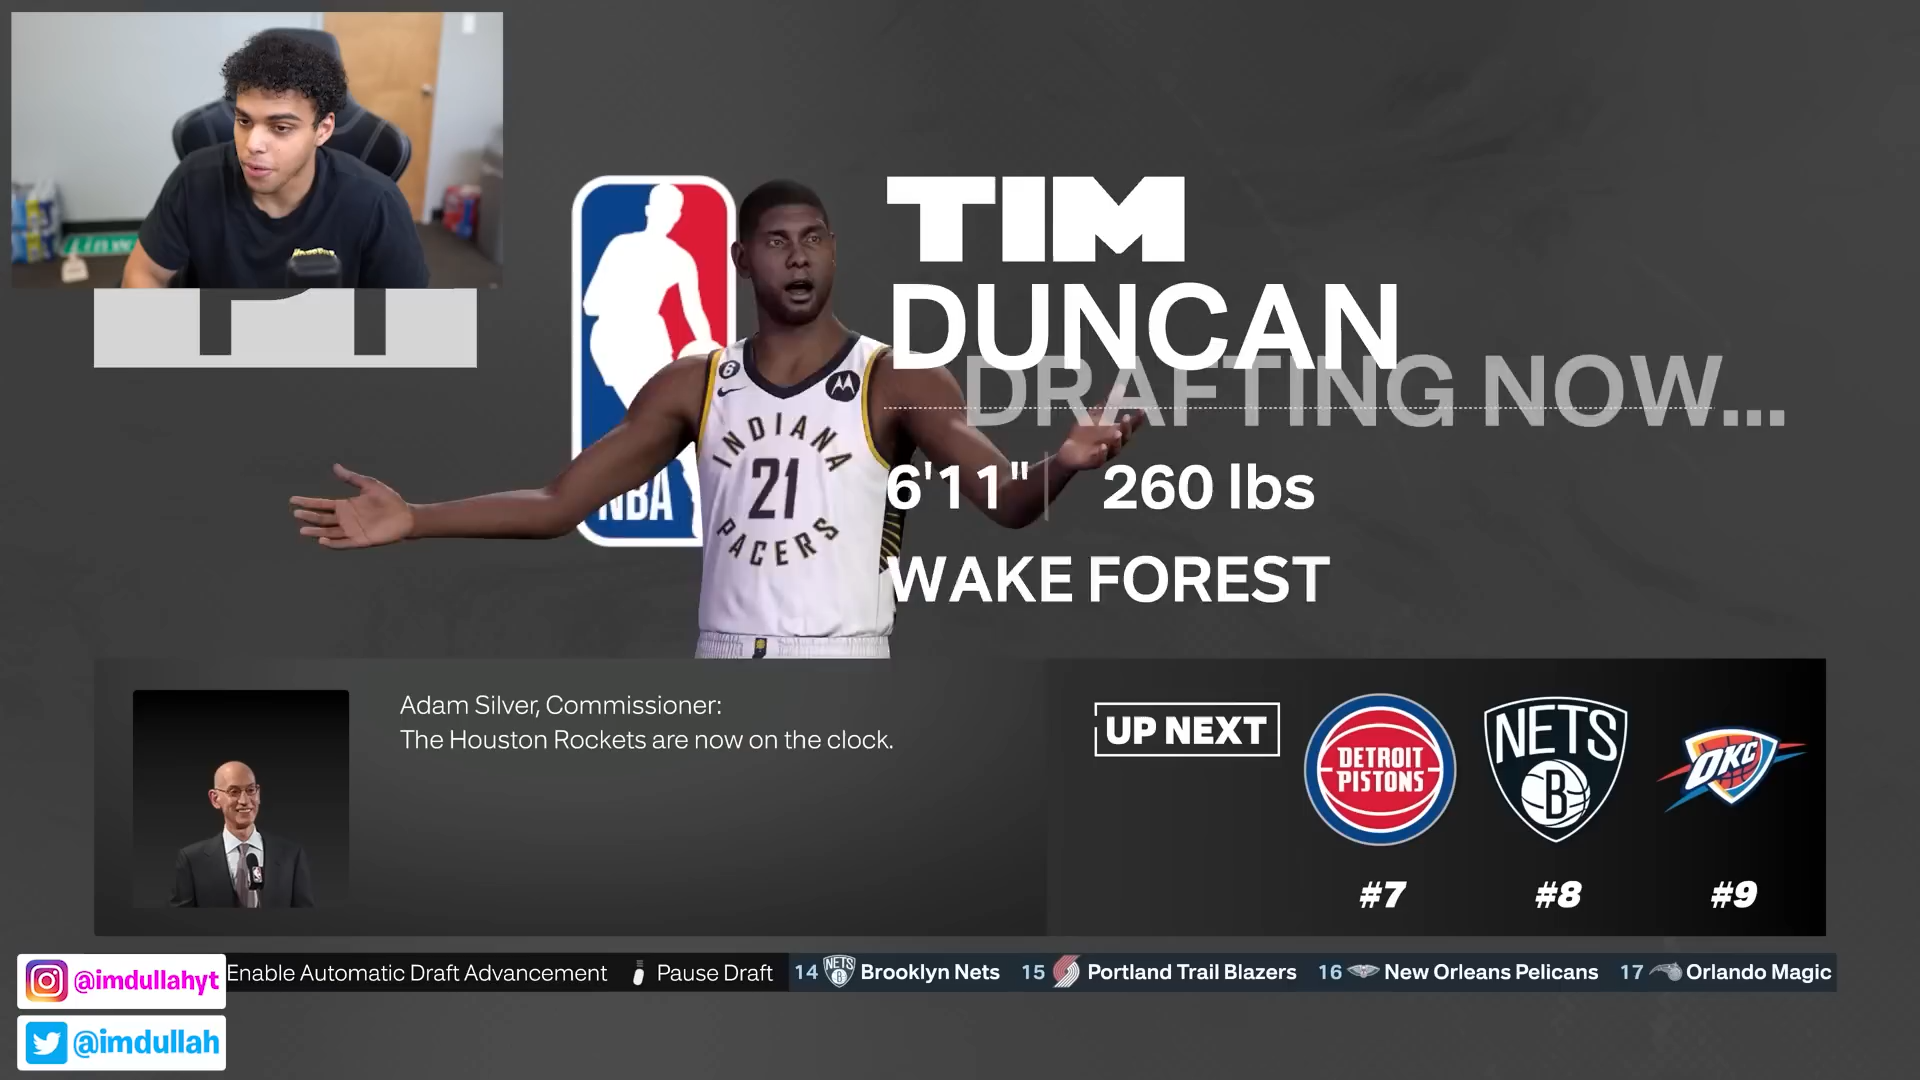 TIM
DUNCAN
DRAFTING NOW...
6'11" 260 lbs
WAKE FOREST
NBA
6
INDIANA
21
PACERS
Adam Silver, Commissioner:
The Houston Rockets are now on the clock.
UP NEXT
DETROIT
PISTONS
NETS
B
OKC
#7 #8 #9
@imdullahyt
Enable Automatic Draft Advancement Pause Draft 14 NETS B Brooklyn Nets 15 Portland Trail Blazers 16 New Orleans Pelicans 17 Orlando Magic
@imdullah